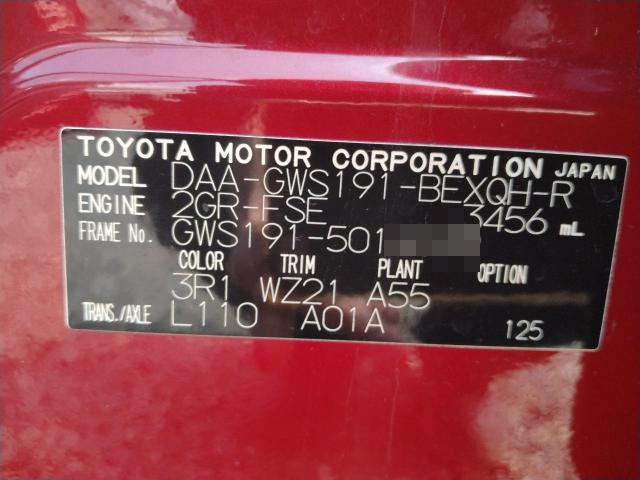 TOYOTA MOTOR CORPORATION JAPAN
MODEL DAA-GWS191-BEXQH-R
ENGINE 2GR-FSE 3456 mL
FRAME No. GWS191-501
COLOR TRIM PLANT OPTION
3R1 WZ21 A55
TRANS./AXLE L110 A01A 125